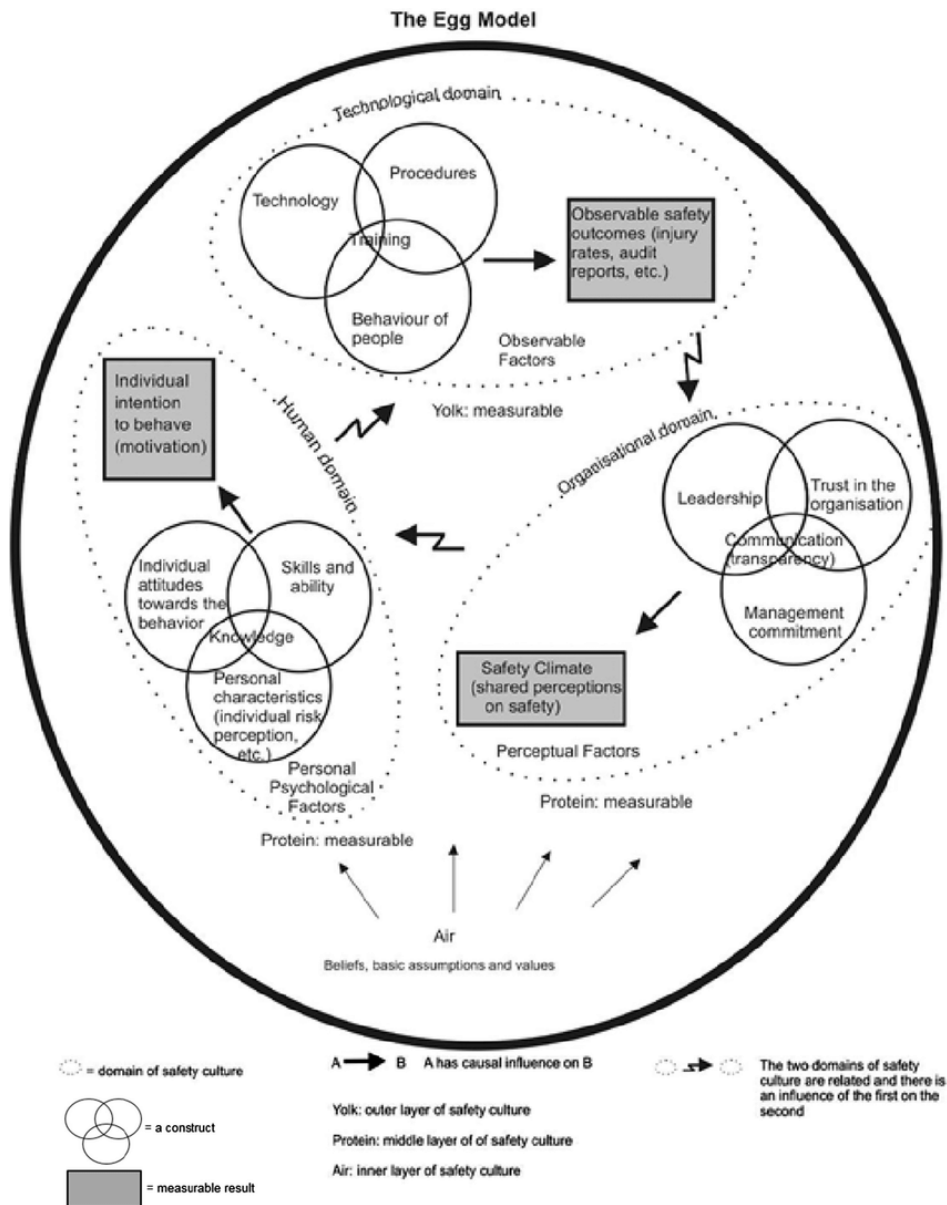 The Egg Model
Technological domain
Technology
Procedures
Training
Behaviour of
people
Observable safety
outcomes (injury
rates, audit
reports, etc.)
Observable
Factors
Yolk: measurable
Individual
intention
to behave
(motivation)
Human domain
Individual
attitudes
towards the
behavior
Skills and
ability
Knowledge
Personal
characteristics
(individual risk
perception,
etc.)
Personal
Psychological
Factors
Protein: measurable
Organisational domain
Leadership
Trust in the
organisation
Communication
(transparency)
Management
commitment
Safety Climate
(shared perceptions
on safety)
Perceptual Factors
Protein: measurable
Air
Beliefs, basic assumptions and values
= domain of safety culture
= a construct
= measurable result
A B A has causal influence on B
Yolk: outer layer of safety culture
Protein: middle layer of of safety culture
Air: inner layer of safety culture
The two domains of safety
culture are related and there is
an influence of the first on the
second